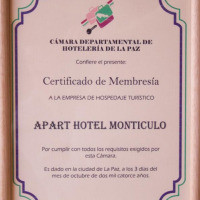 CÁMARA DEPARTAMENTAL DE
HOTELERÍA DE LA PAZ
Confiere el presente:
Certificado de Membresía
A LA EMPRESA DE HOSPEDAJE TURÍSTICO
APART HOTEL MONTICULO
Por cumplir con todos los requisitos exigidos por
esta Cámara.
Es dado en la ciudad de La Paz, a los 3 días del
mes de octubre de dos mil catorce años.